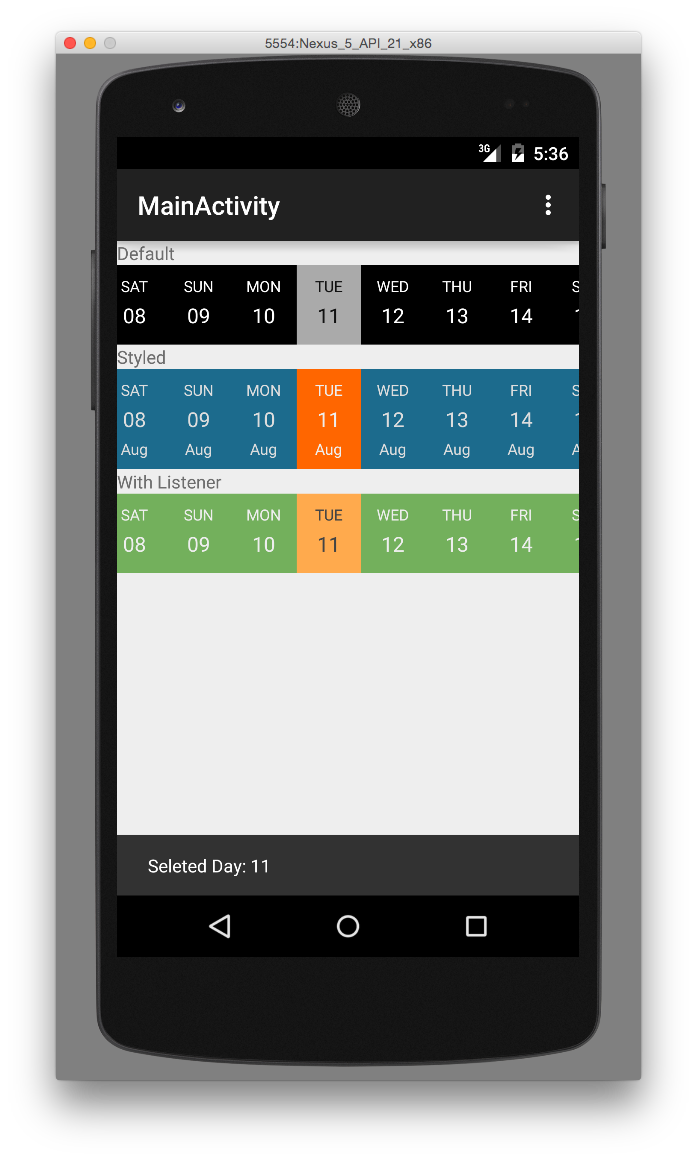 5554:Nexus_5_API_21_x86
3G 5:36
MainActivity
Default
SAT SUN MON TUE WED THU FRI S
08 09 10 11 12 13 14
Styled
SAT SUN MON TUE WED THU FRI S
08 09 10 11 12 13 14
Aug Aug Aug Aug Aug Aug Aug
With Listener
SAT SUN MON TUE WED THU FRI S
08 09 10 11 12 13 14
Seleted Day: 11